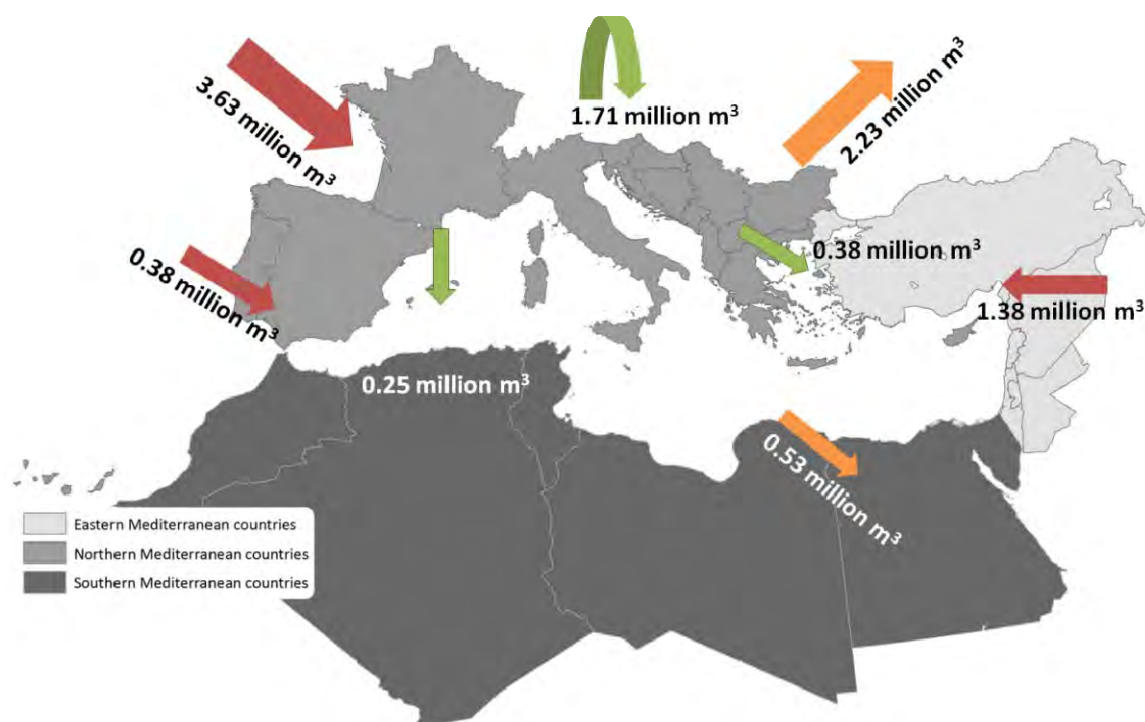 3.63 million m³
1.71 million m³
2.23 million m³
0.38 million m³
0.38 million m³
1.38 million m³
0.25 million m³
0.53 million m³
Eastern Mediterranean countries
Northern Mediterranean countries
Southern Mediterranean countries